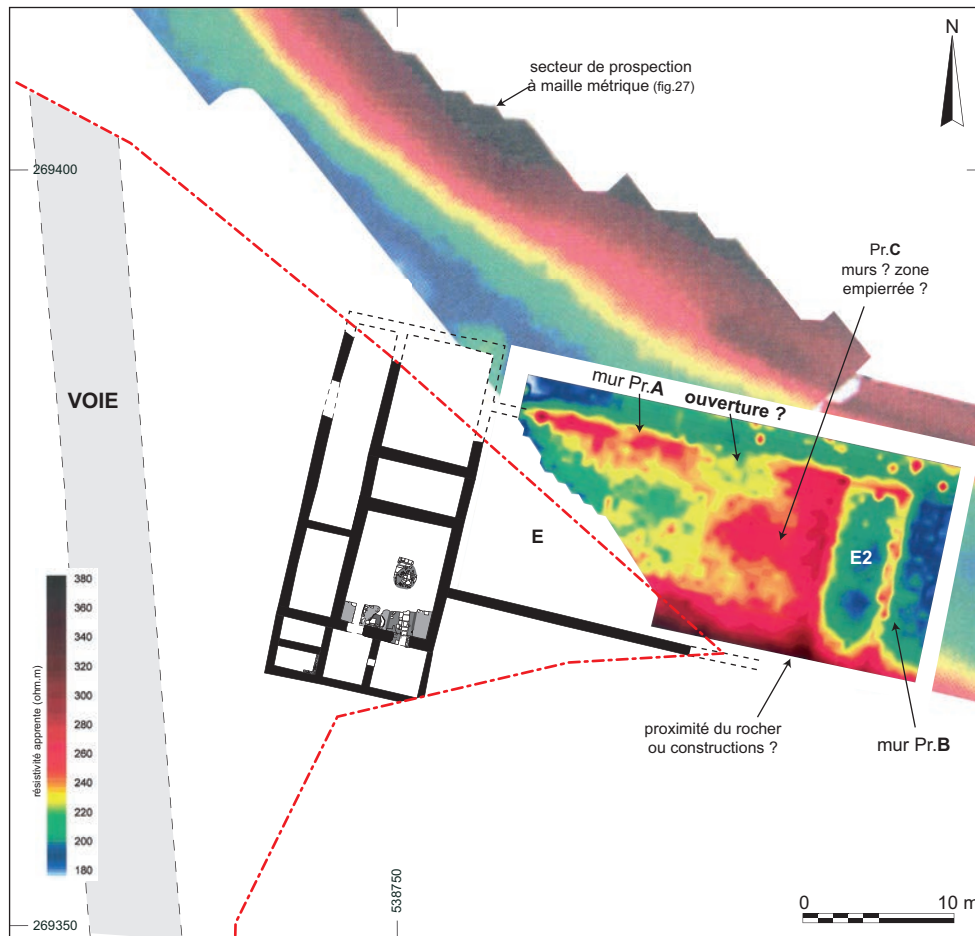 N
secteur de prospection
à maille métrique (fig.27)
269400
Pr.C
murs ? zone
empierrée ?
mur Pr.A
ouverture ?
VOIE
E
E2
380
360
340
320
300
280
260
240
220
200
180
résistivité apprente (ohm.m)
proximité du rocher
ou constructions ?
mur Pr.B
538750
269350
0
10 m